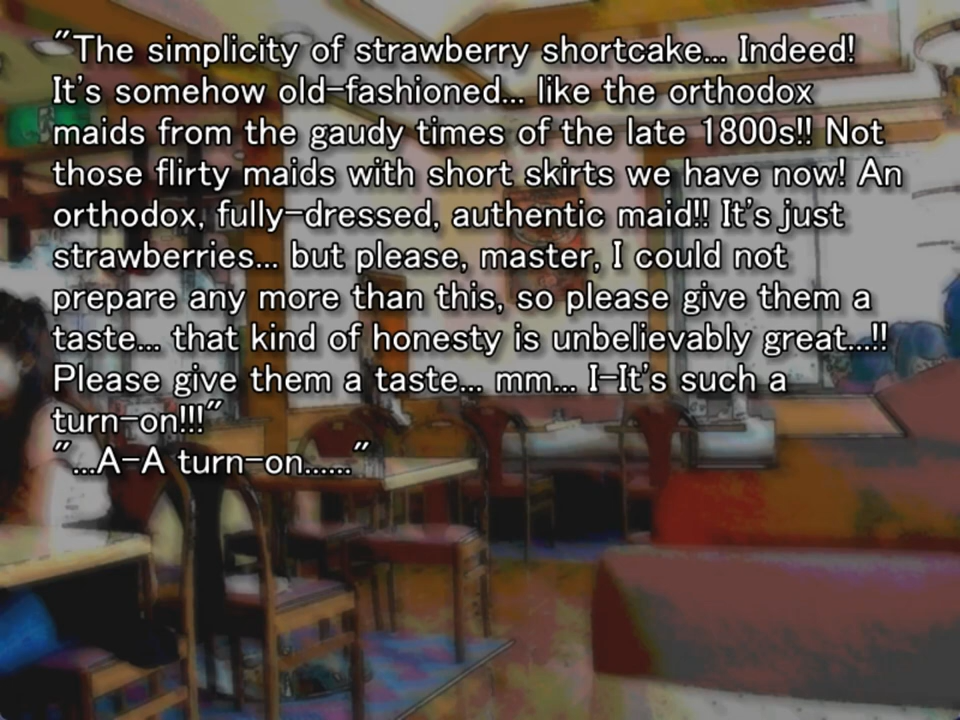 "The simplicity of strawberry shortcake... Indeed!
It's somehow old-fashioned... like the orthodox
maids from the gaudy times of the late 1800s!! Not
those flirty maids with short skirts we have now! An
orthodox, fully-dressed, authentic maid!! It's just
strawberries... but please, master, I could not
prepare any more than this, so please give them a
taste... that kind of honesty is unbelievably great...!!
Please give them a taste... mm... I-It's such a
turn-on!!!"
"...A-A turn-on......"